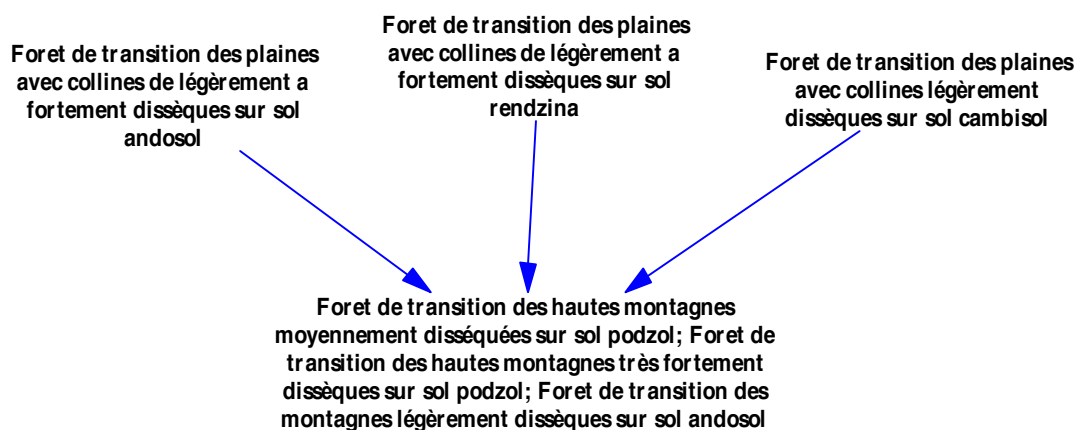 Foret de transition des plaines
avec collines de légèrement a
fortement dissèques sur sol
andosol
Foret de transition des plaines
avec collines de légèrement a
fortement dissèques sur sol
rendzina
Foret de transition des plaines
avec collines légèrement
dissèques sur sol cambisol
Foret de transition des hautes montagnes
moyennement disséquées sur sol podzol; Foret de
transition des hautes montagnes très fortement
dissèques sur sol podzol; Foret de transition des
montagnes légèrement dissèques sur sol andosol